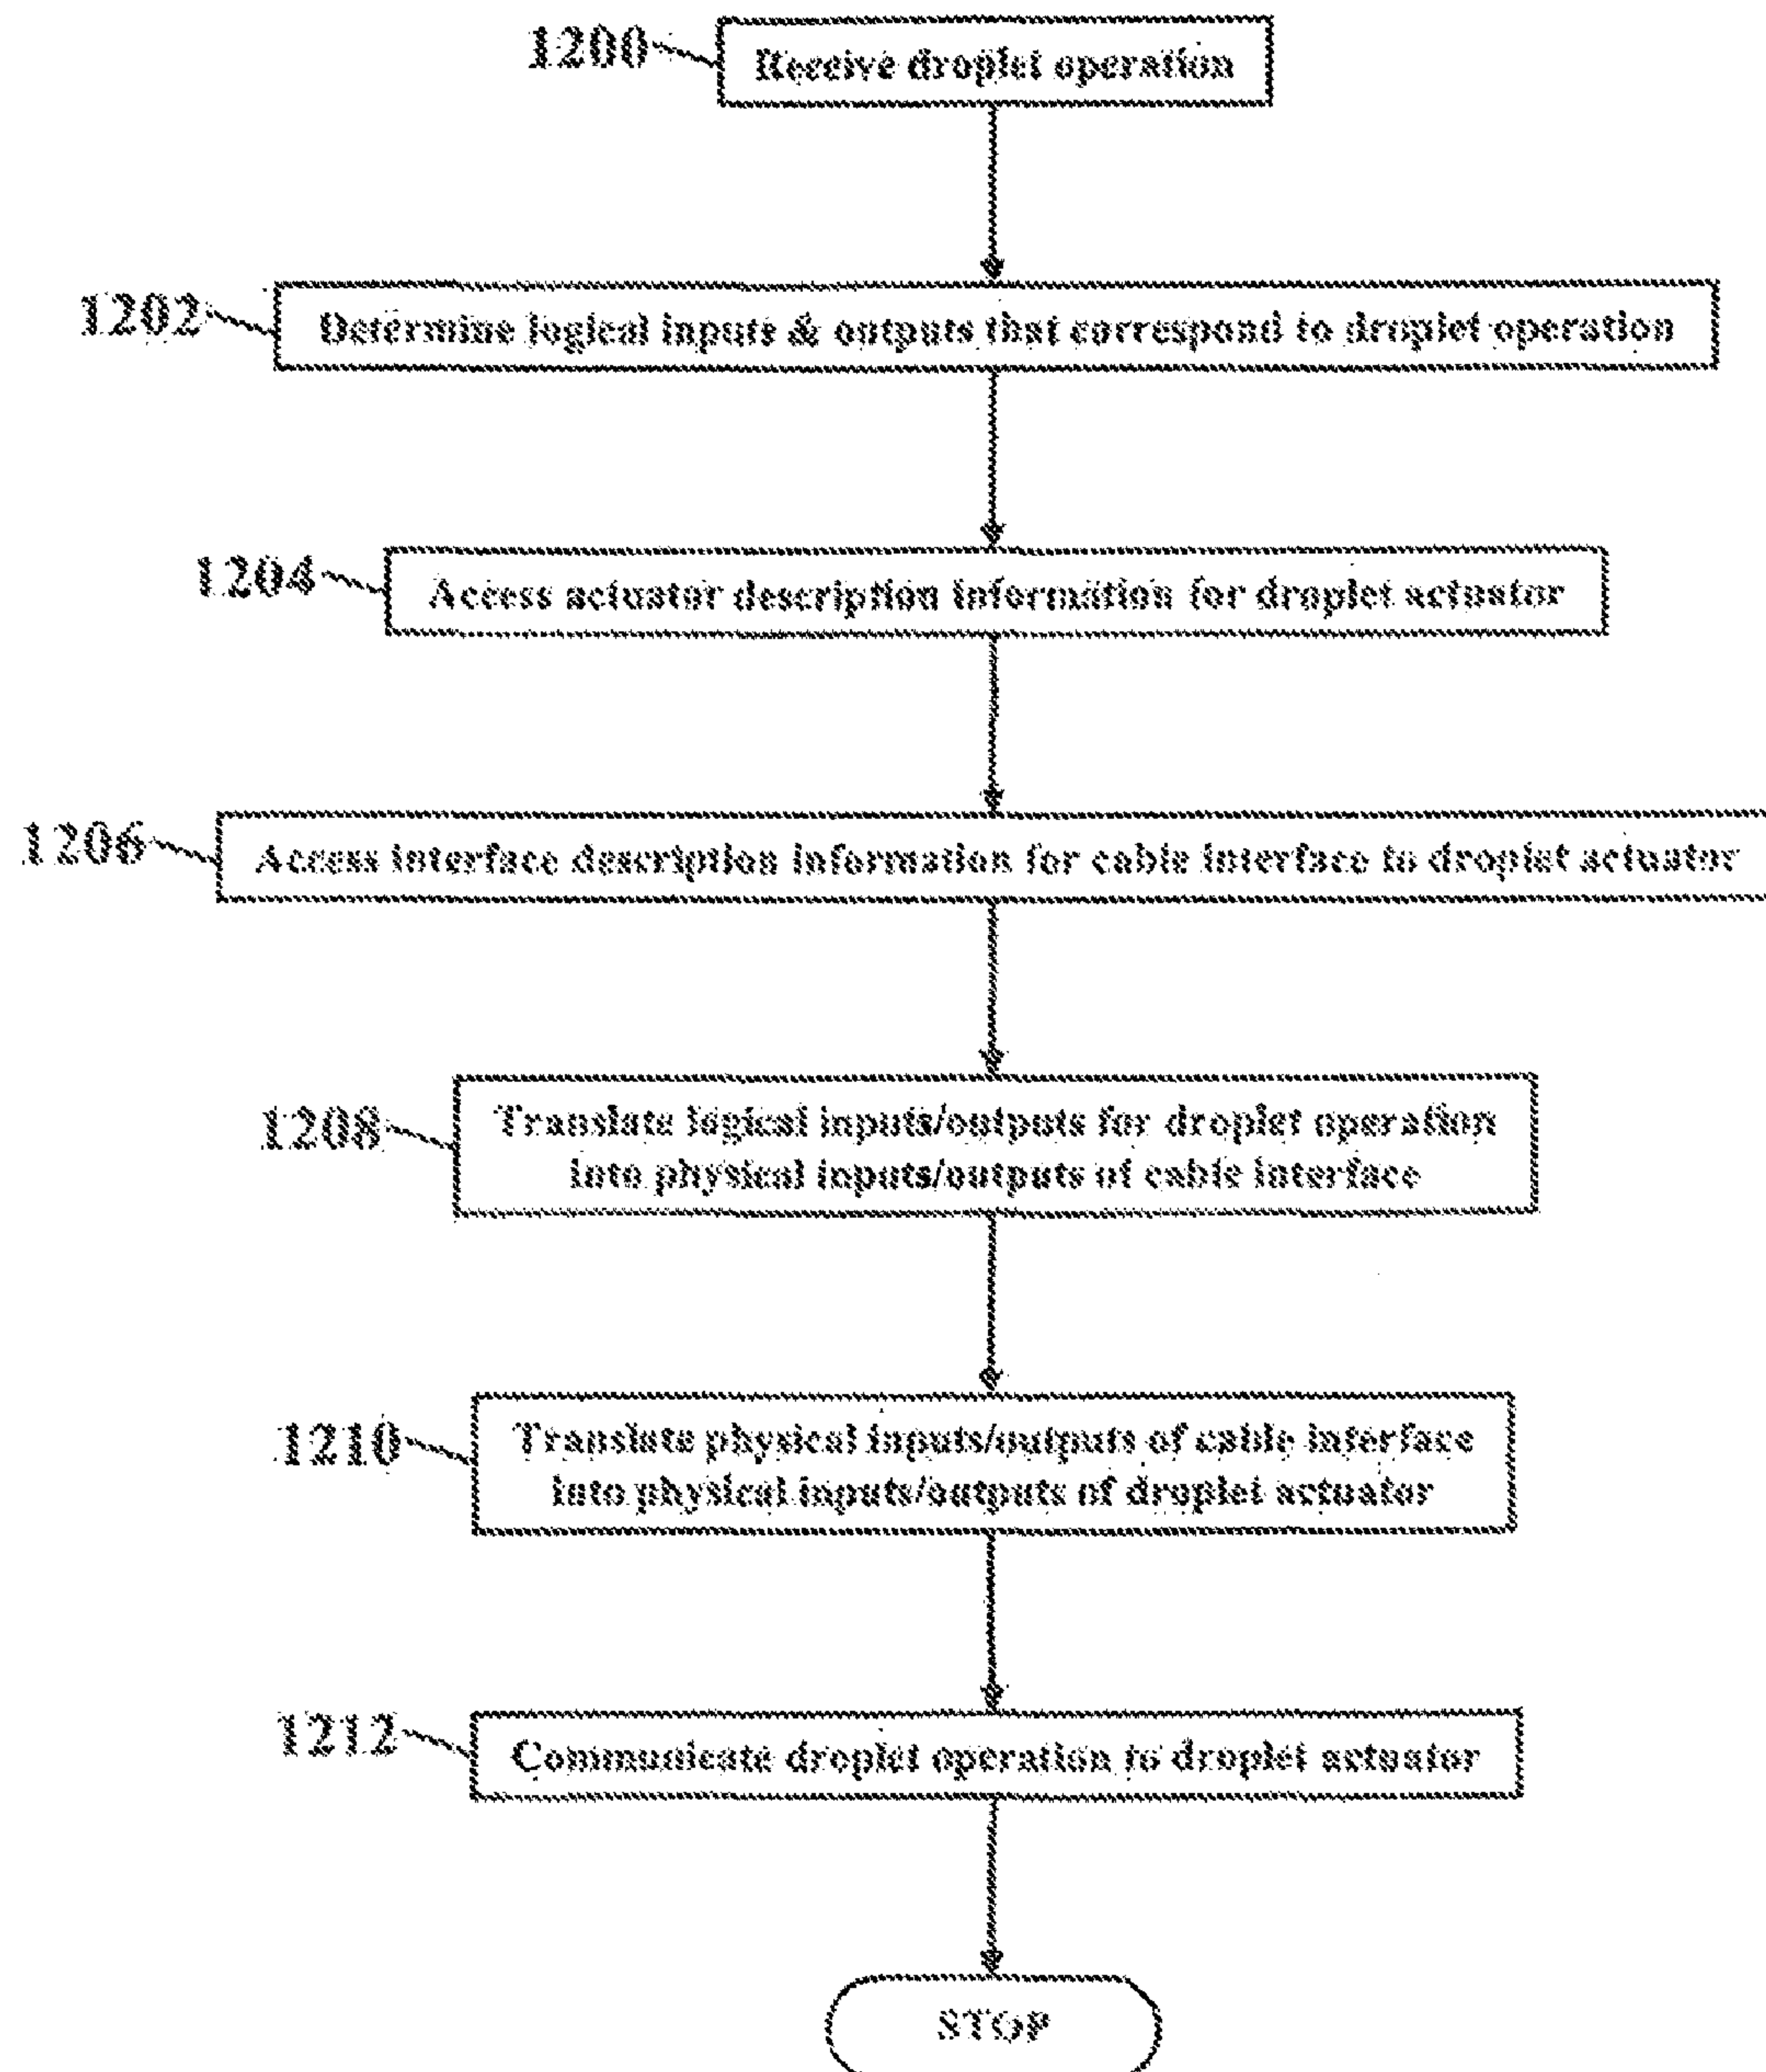 1200
Receive droplet operation
1202
Determine logical inputs & outputs that correspond to droplet operation
1204
Access actuator description information for droplet actuator
1206
Access interface description information for cable interface to droplet actuator
1208
Translate logical inputs/outputs for droplet operation
into physical inputs/outputs of cable interface
1210
Translate physical inputs/outputs of cable interface
into physical inputs/outputs of droplet actuator
1212
Communicate droplet operation to droplet actuator
STOP